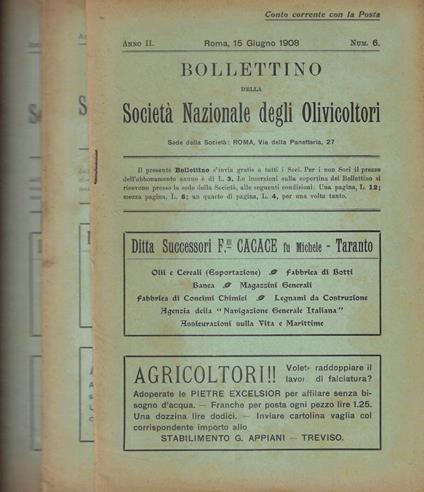 Conto corrente con la Posta
ANNO II. Roma, 15 Giugno 1908 NUM. 6.
BOLLETTINO
DELLA
Società Nazionale degli Olivicoltori
Sede della Società: ROMA, Via della Panetteria, 27
Il presente Bollettino s'invia gratis a tutti i Soci. Per i non Soci il prezzo
dell'abbonamento annuo è di L. 3. Le inserzioni sulla copertina del Bollettino si
ricevono presso la sede della Società, alle seguenti condizioni: Una pagina, L. 12;
mezza pagina, L. 8; un quarto di pagina, L. 4, per una volta tanto.
Ditta Successori F.lli CACACE fu Michele - Taranto
Olii e Cereali (Esportazione) Fabbrica di Botti
Banca Magazzini Generali
Fabbrica di Concimi Chimici Legnami da Costruzione
Agenzia della "Navigazione Generale Italiana"
Assicurazioni sulla Vita e Marittime
AGRICOLTORI!! Volete raddoppiare il
lavoro di falciatura?
Adoperate le PIETRE EXCELSIOR per affilare senza bi-
sogno d'acqua. — Franche per posta ogni pezzo lire 1.25.
Una dozzina lire dodici. — Inviare cartolina vaglia col
corrispondente importo allo
STABILIMENTO G. APPIANI — TREVISO.